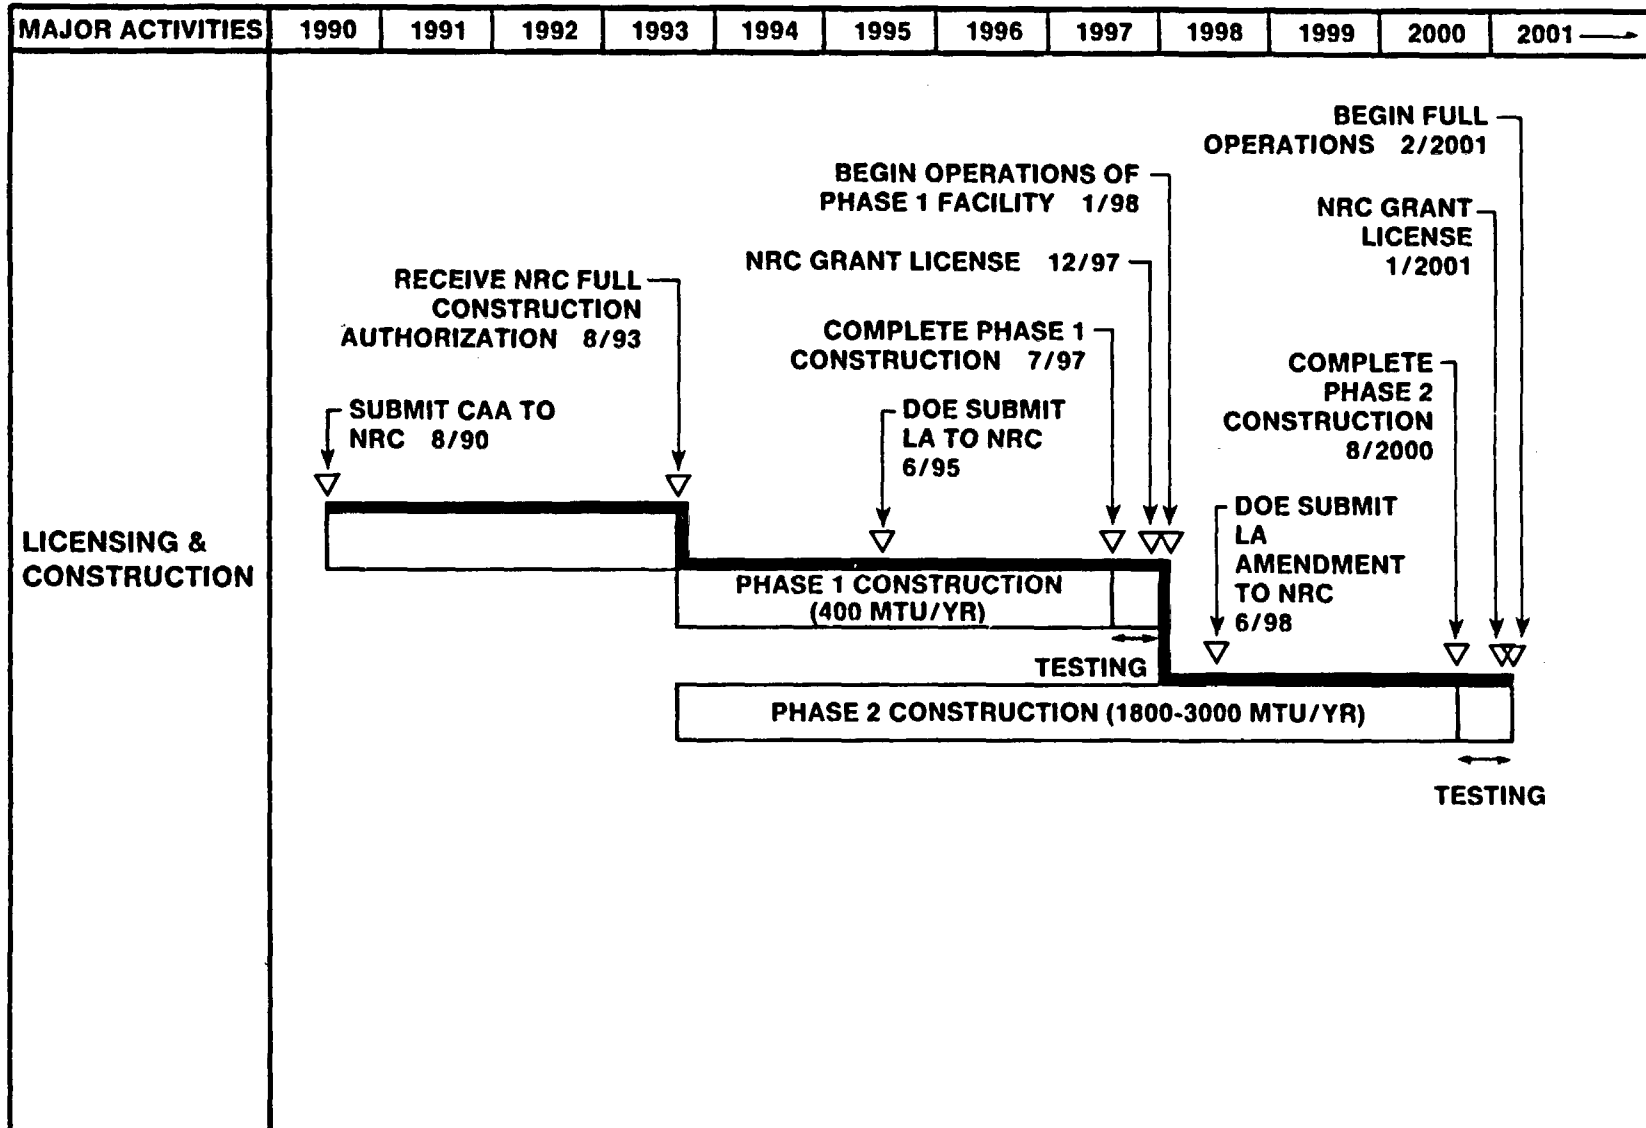 MAJOR ACTIVITIES 1990 1991 1992 1993 1994 1995 1996 1997 1998 1999 2000 2001
BEGIN FULL
OPERATIONS 2/2001
BEGIN OPERATIONS OF
PHASE 1 FACILITY 1/98
NRC GRANT
LICENSE
1/2001
NRC GRANT LICENSE 12/97
RECEIVE NRC FULL
CONSTRUCTION
AUTHORIZATION 8/93
COMPLETE PHASE 1
CONSTRUCTION 7/97
COMPLETE
PHASE 2
CONSTRUCTION
8/2000
SUBMIT CAA TO
NRC 8/90
DOE SUBMIT
LA TO NRC
6/95
DOE SUBMIT
LA
AMENDMENT
TO NRC
6/98
LICENSING &
CONSTRUCTION
PHASE 1 CONSTRUCTION
(400 MTU/YR)
TESTING
PHASE 2 CONSTRUCTION (1800-3000 MTU/YR)
TESTING